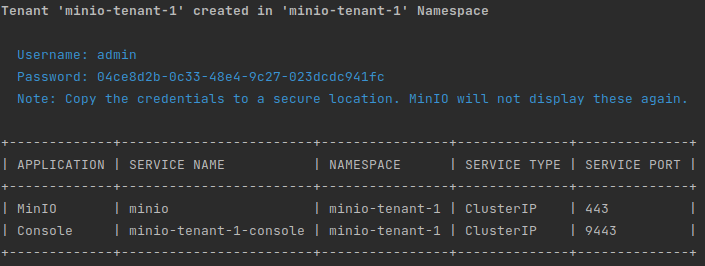 Tenant 'minio-tenant-1' created in 'minio-tenant-1' Namespace
Username: admin
Password: 04ce8d2b-0c33-48e4-9c27-023dcdc941fc
Note: Copy the credentials to a secure location. MinIO will not display these again.
+-------------+------------------------+----------------+--------------+--------------+
| APPLICATION | SERVICE NAME           | NAMESPACE      | SERVICE TYPE | SERVICE PORT |
+-------------+------------------------+----------------+--------------+--------------+
| MinIO       | minio                  | minio-tenant-1 | ClusterIP    | 443          |
| Console     | minio-tenant-1-console | minio-tenant-1 | ClusterIP    | 9443         |
+-------------+------------------------+----------------+--------------+--------------+